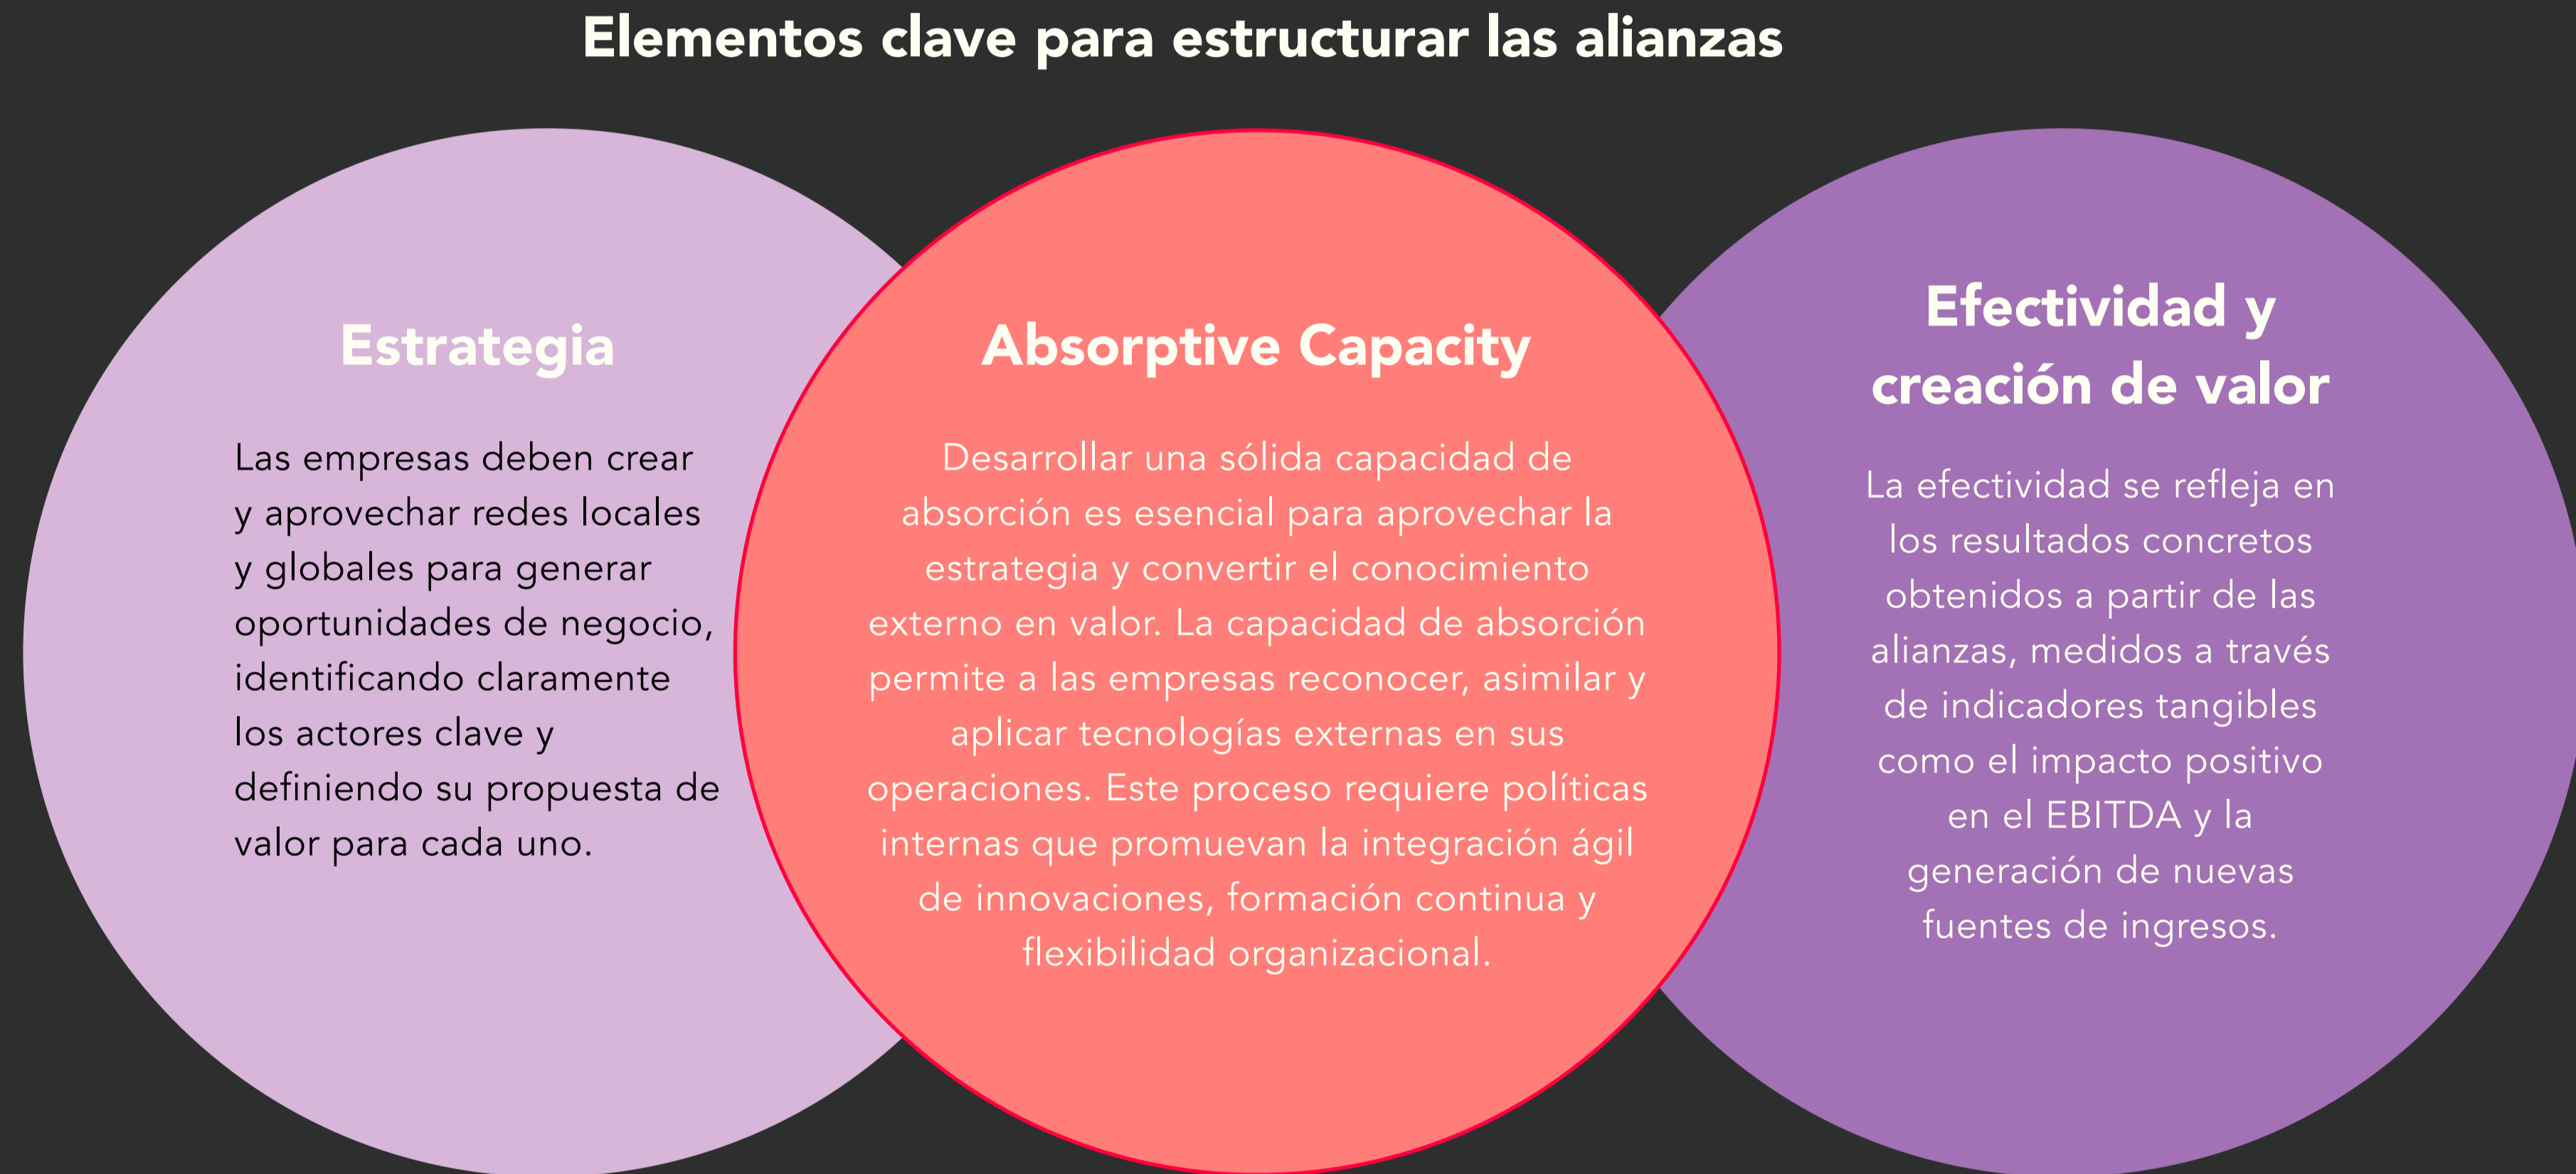 Elementos clave para estructurar las alianzas
Estrategia
Las empresas deben crear
y aprovechar redes locales
y globales para generar
oportunidades de negocio,
identificando claramente
los actores clave y
definiendo su propuesta de
valor para cada uno.
Absorptive Capacity
Desarrollar una sólida capacidad de
absorción es esencial para aprovechar la
estrategia y convertir el conocimiento
externo en valor. La capacidad de absorción
permite a las empresas reconocer, asimilar y
aplicar tecnologías externas en sus
operaciones. Este proceso requiere políticas
internas que promuevan la integración ágil
de innovaciones, formación continua y
flexibilidad organizacional.
Efectividad y
creación de valor
La efectividad se refleja en
los resultados concretos
obtenidos a partir de las
alianzas, medidos a través
de indicadores tangibles
como el impacto positivo
en el EBITDA y la
generación de nuevas
fuentes de ingresos.